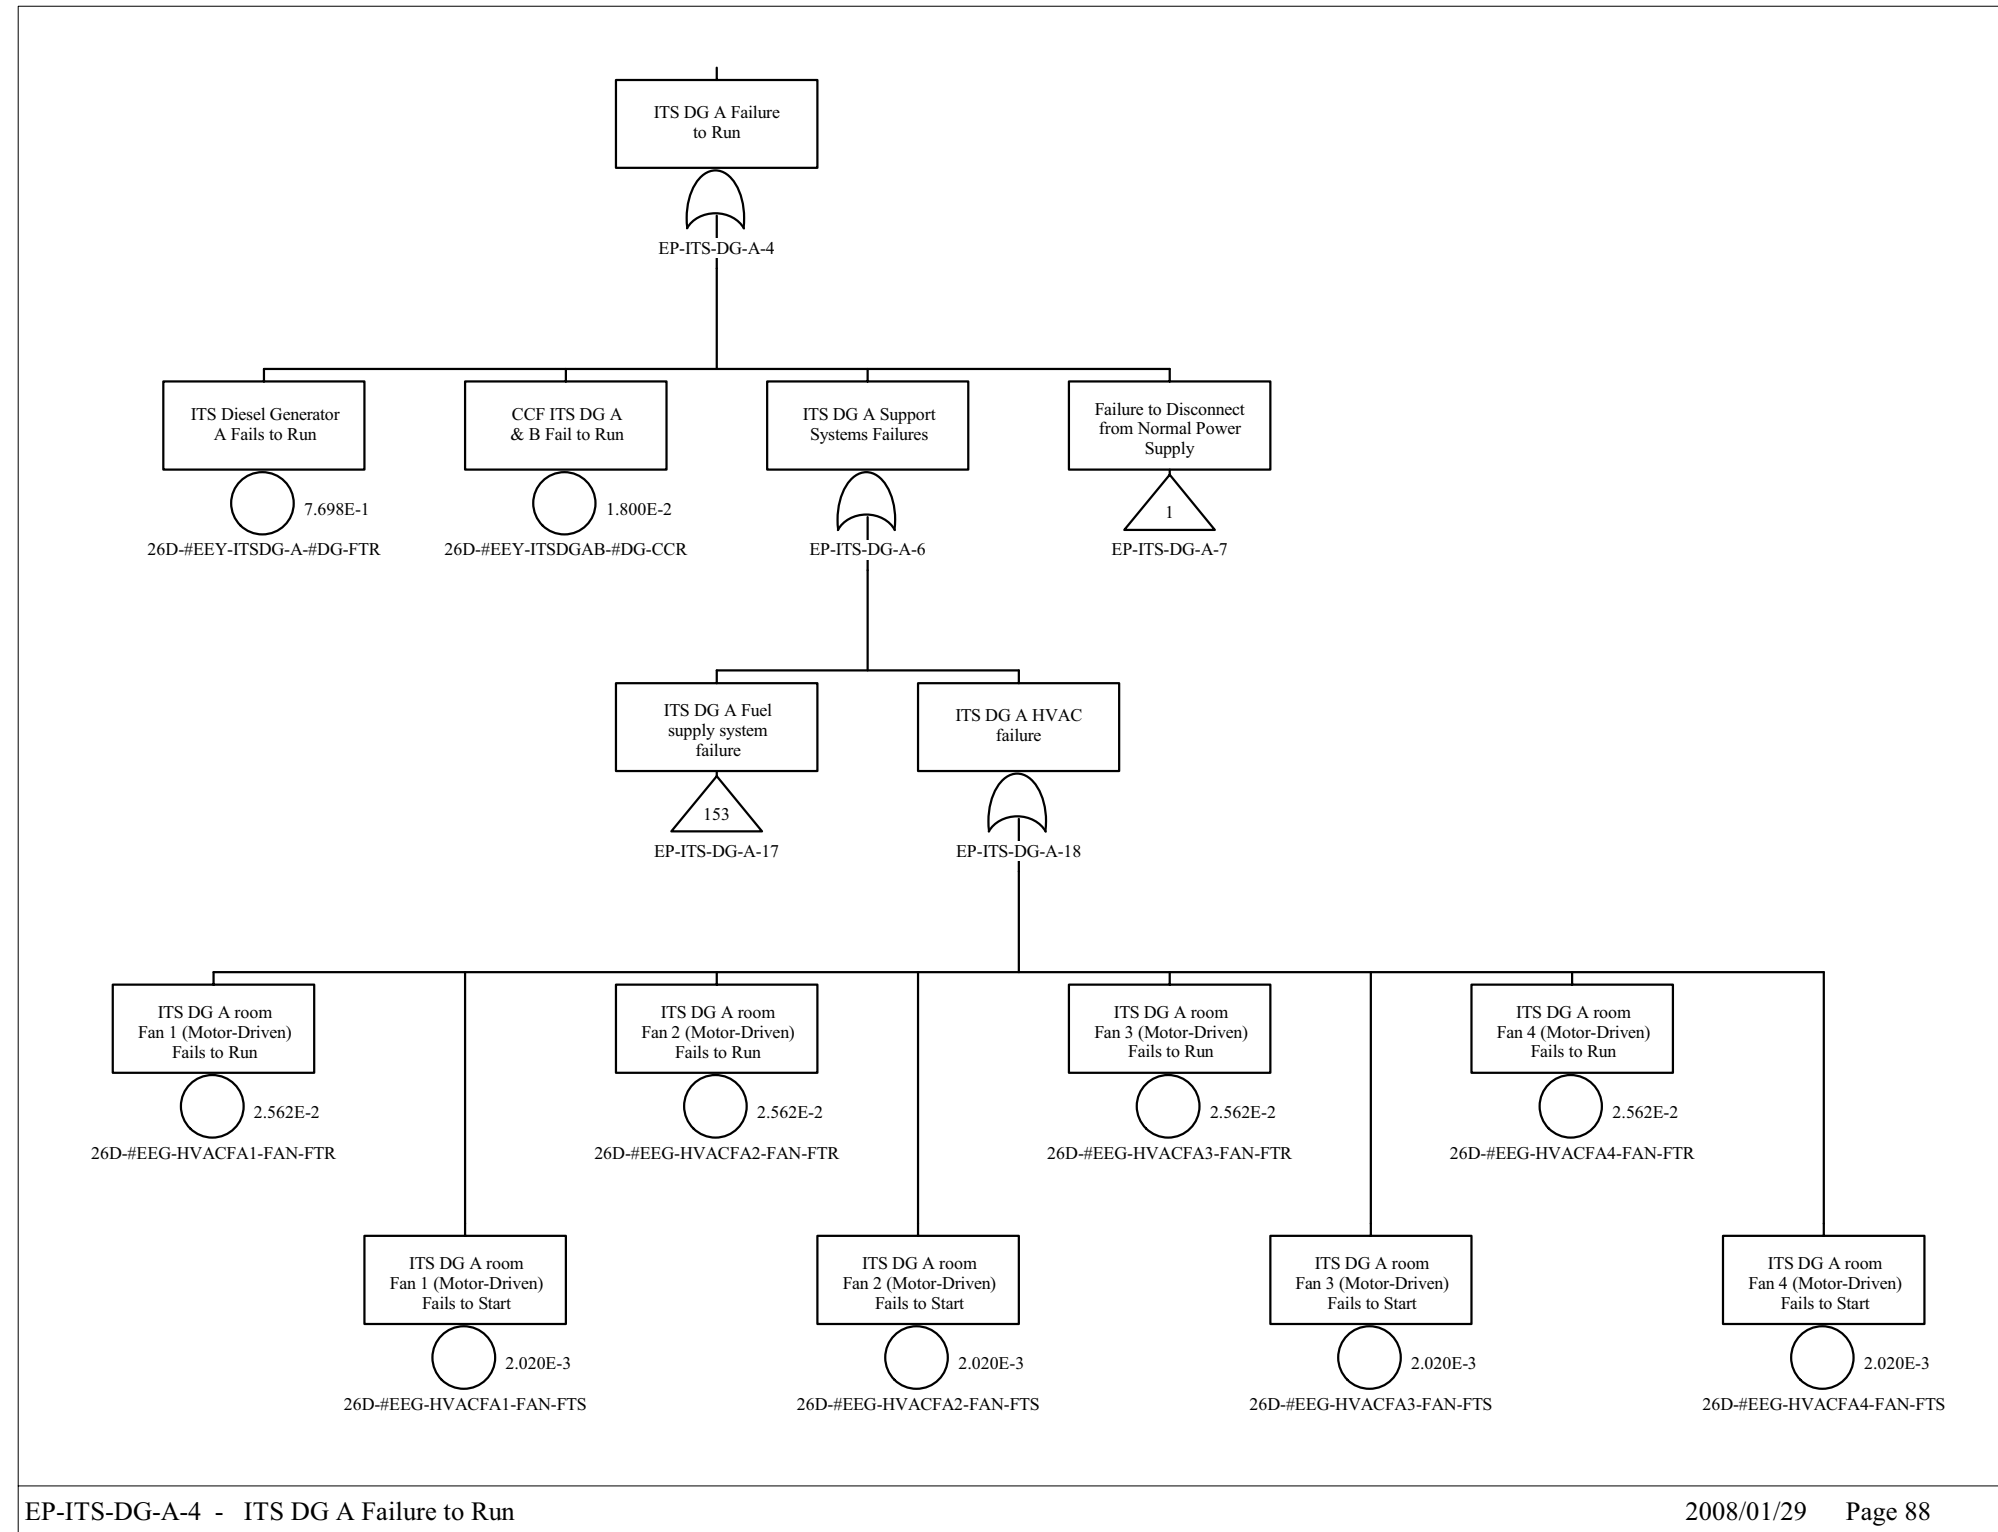 ITS DG A Failure
to Run
EP-ITS-DG-A-4
ITS Diesel Generator
A Fails to Run
7.698E-1
26D-#EEY-ITSDG-A-#DG-FTR
CCF ITS DG A
& B Fail to Run
1.800E-2
26D-#EEY-ITSDGAB-#DG-CCR
ITS DG A Support
Systems Failures
EP-ITS-DG-A-6
Failure to Disconnect
from Normal Power
Supply
1
EP-ITS-DG-A-7
ITS DG A Fuel
supply system
failure
153
EP-ITS-DG-A-17
ITS DG A HVAC
failure
EP-ITS-DG-A-18
ITS DG A room
Fan 1 (Motor-Driven)
Fails to Run
2.562E-2
26D-#EEG-HVACFA1-FAN-FTR
ITS DG A room
Fan 2 (Motor-Driven)
Fails to Run
2.562E-2
26D-#EEG-HVACFA2-FAN-FTR
ITS DG A room
Fan 3 (Motor-Driven)
Fails to Run
2.562E-2
26D-#EEG-HVACFA3-FAN-FTR
ITS DG A room
Fan 4 (Motor-Driven)
Fails to Run
2.562E-2
26D-#EEG-HVACFA4-FAN-FTR
ITS DG A room
Fan 1 (Motor-Driven)
Fails to Start
2.020E-3
26D-#EEG-HVACFA1-FAN-FTS
ITS DG A room
Fan 2 (Motor-Driven)
Fails to Start
2.020E-3
26D-#EEG-HVACFA2-FAN-FTS
ITS DG A room
Fan 3 (Motor-Driven)
Fails to Start
2.020E-3
26D-#EEG-HVACFA3-FAN-FTS
ITS DG A room
Fan 4 (Motor-Driven)
Fails to Start
2.020E-3
26D-#EEG-HVACFA4-FAN-FTS
EP-ITS-DG-A-4 - ITS DG A Failure to Run
2008/01/29 Page 88